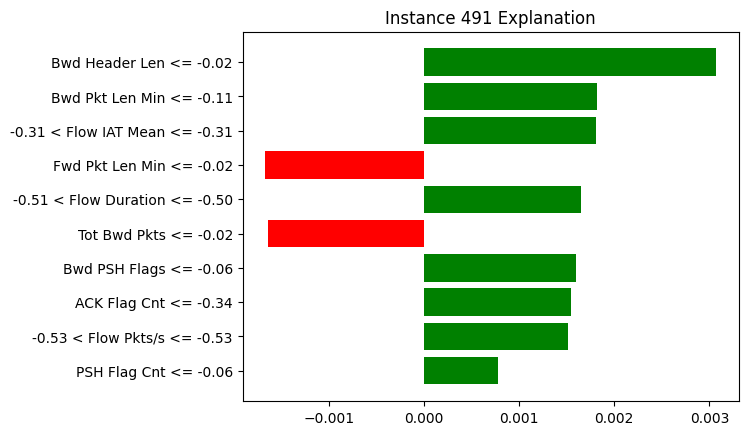 Instance 491 Explanation
Bwd Header Len <= -0.02
Bwd Pkt Len Min <= -0.11
-0.31 < Flow IAT Mean <= -0.31
Fwd Pkt Len Min <= -0.02
-0.51 < Flow Duration <= -0.50
Tot Bwd Pkts <= -0.02
Bwd PSH Flags <= -0.06
ACK Flag Cnt <= -0.34
-0.53 < Flow Pkts/s <= -0.53
PSH Flag Cnt <= -0.06
−0.001 0.000 0.001 0.002 0.003